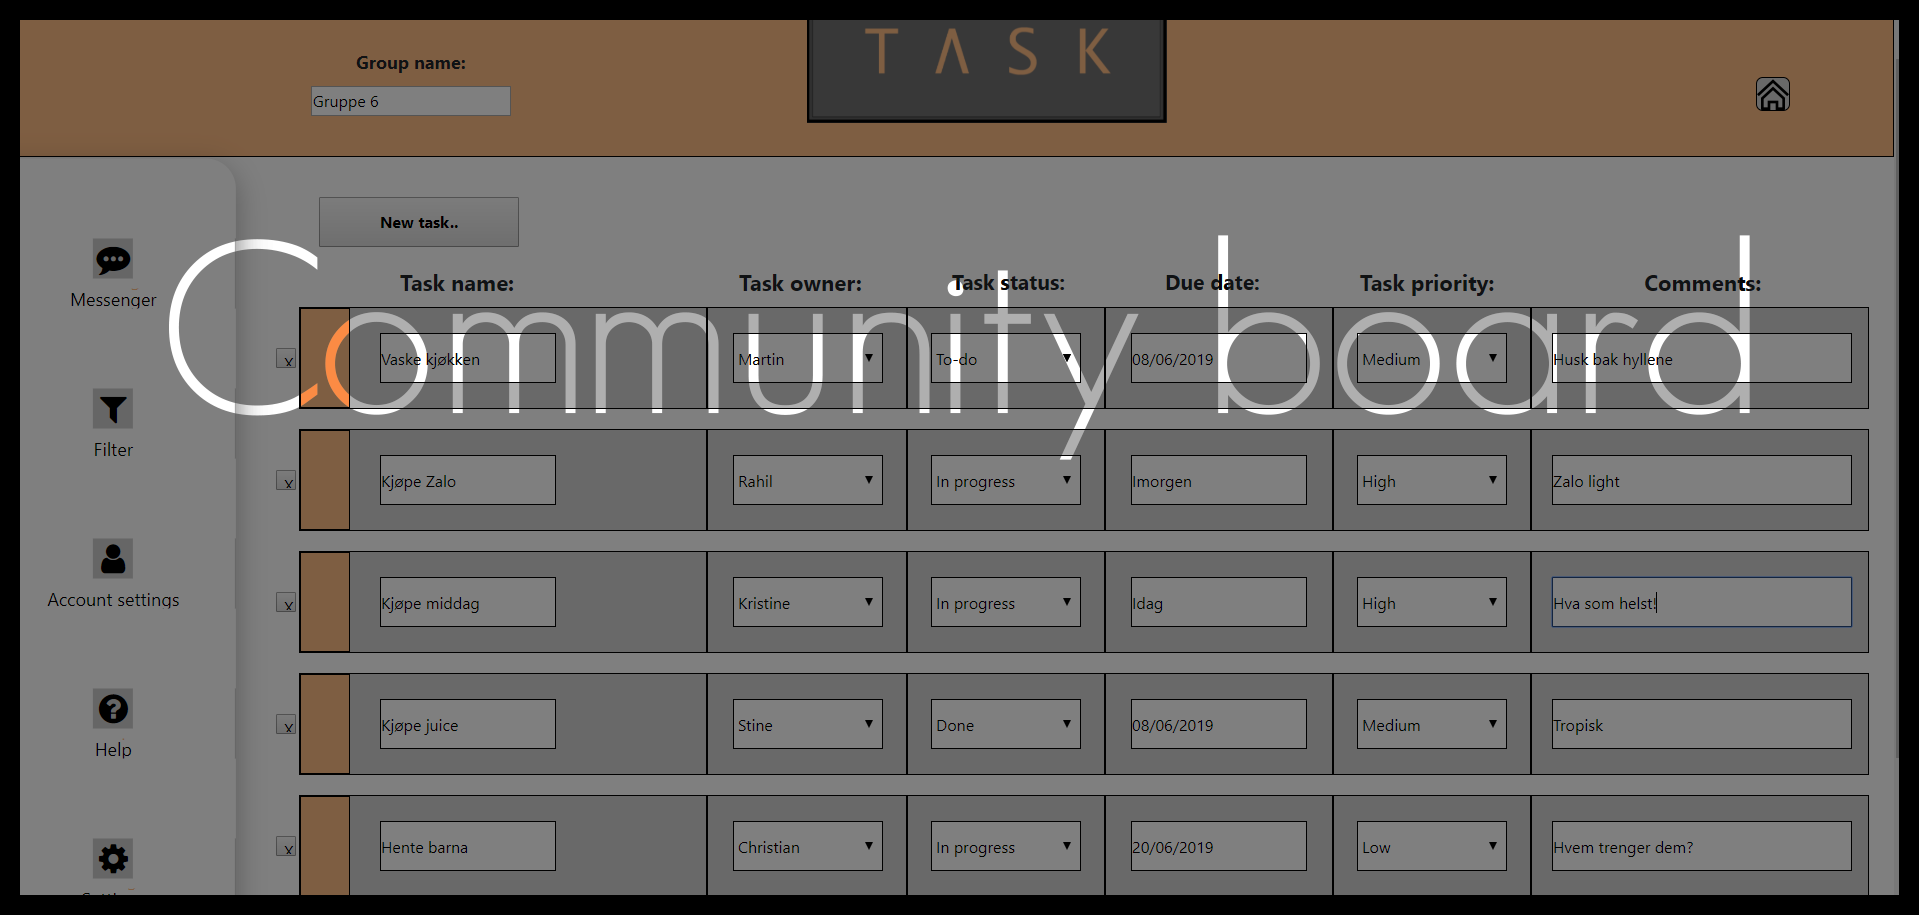 TASK
Group name:
Gruppe 6
New task..
Community board
Task name: Task owner: Task status: Due date: Task priority: Comments:
x Vaske kjøkken Martin To-do 08/06/2019 Medium Husk bak hyllene
x Kjøpe Zalo Rahil In progress Imorgen High Zalo light
x Kjøpe middag Kristine In progress Idag High Hva som helst!
x Kjøpe juice Stine Done 08/06/2019 Medium Tropisk
x Hente barna Christian In progress 20/06/2019 Low Hvem trenger dem?
Messenger
Filter
Account settings
Help